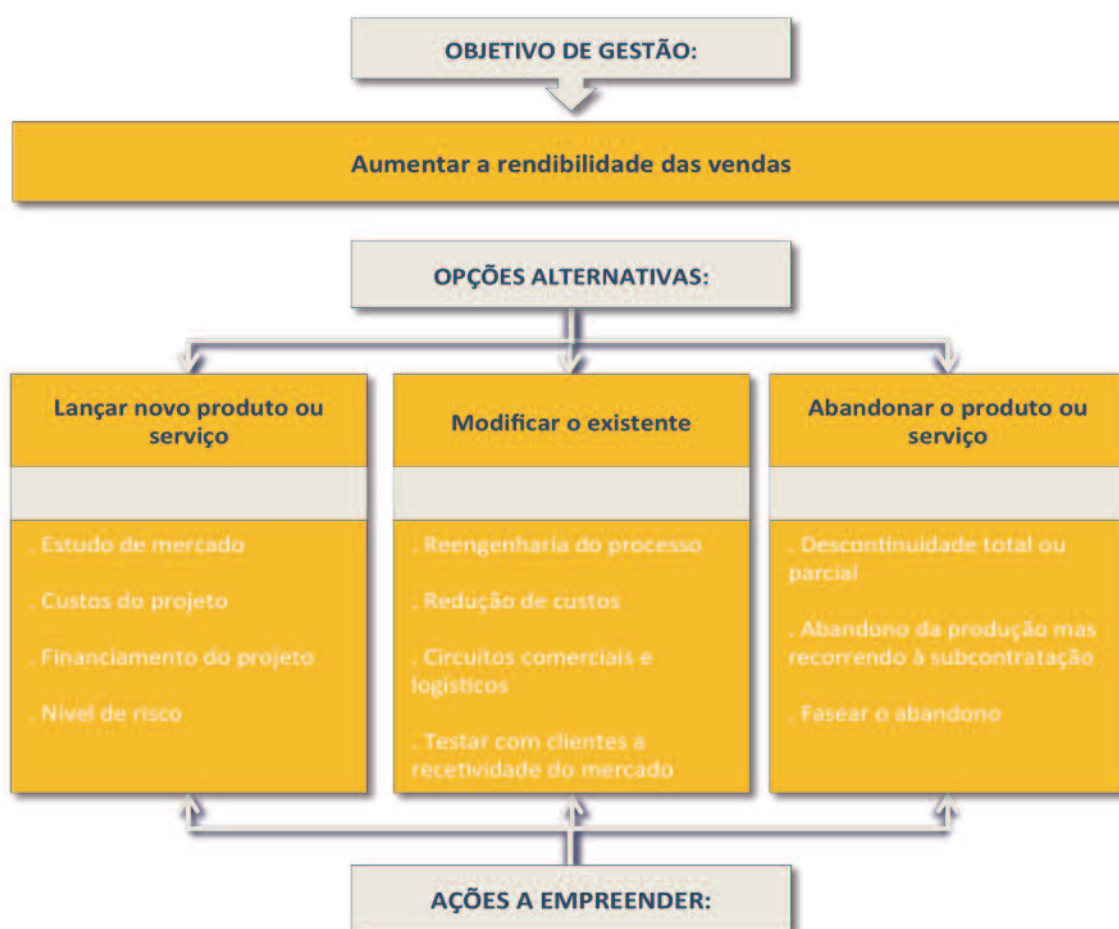 OBJETIVO DE GESTÃO:
Aumentar a rendibilidade das vendas
OPÇÕES ALTERNATIVAS:
Lançar novo produto ou
serviço
Modificar o existente
Abandonar o produto ou
serviço
. Estudo de mercado
. Custos do projeto
. Financiamento do projeto
. Nível de risco
. Reengenharia do processo
. Redução de custos
. Circuitos comerciais e
logísticos
. Testar com clientes a
recetividade do mercado
. Descontinuidade total ou
parcial
. Abandono da produção mas
recorrendo à subcontratação
. Fasear o abandono
AÇÕES A EMPREENDER: